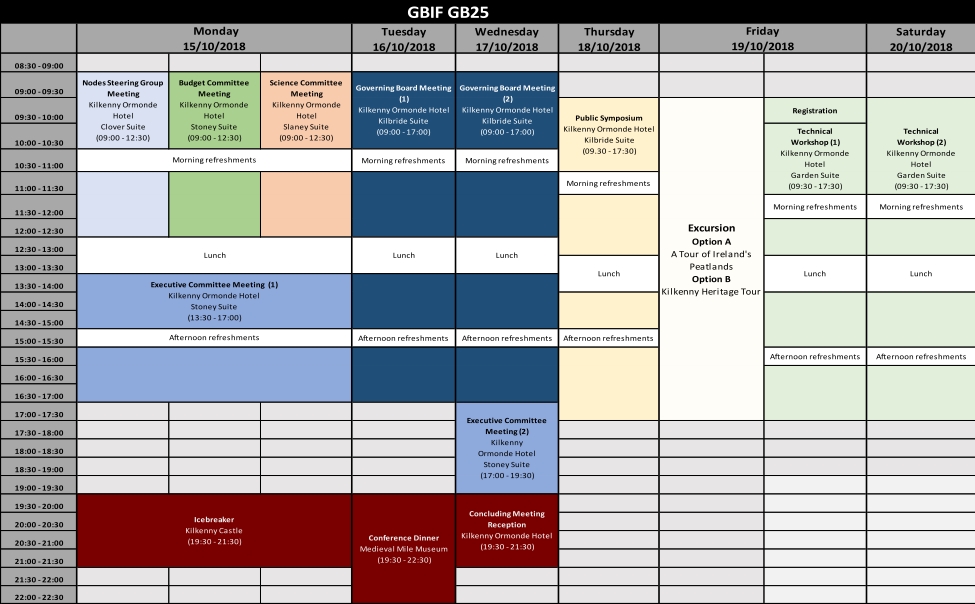 GBIF GB25
Monday
15/10/2018
Tuesday
16/10/2018
Wednesday
17/10/2018
Thursday
18/10/2018
Friday
19/10/2018
Saturday
20/10/2018
08:30 - 09:00
09:00 - 09:30
09:30 - 10:00
10:00 - 10:30
10:30 - 11:00
11:00 - 11:30
11:30 - 12:00
12:00 - 12:30
12:30 - 13:00
13:00 - 13:30
13:30 - 14:00
14:00 - 14:30
14:30 - 15:00
15:00 - 15:30
15:30 - 16:00
16:00 - 16:30
16:30 - 17:00
17:00 - 17:30
17:30 - 18:00
18:00 - 18:30
18:30 - 19:00
19:00 - 19:30
19:30 - 20:00
20:00 - 20:30
20:30 - 21:00
21:00 - 21:30
21:30 - 22:00
22:00 - 22:30
Nodes Steering Group
Meeting
Kilkenny Ormonde
Hotel
Clover Suite
(09:00 - 12:30)
Budget Committee
Meeting
Kilkenny Ormonde
Hotel
Stoney Suite
(09:00 - 12:30)
Science Committee
Meeting
Kilkenny Ormonde
Hotel
Slaney Suite
(09:00 - 12:30)
Morning refreshments
Lunch
Executive Committee Meeting (1)
Kilkenny Ormonde Hotel
Stoney Suite
(13:30 - 17:00)
Afternoon refreshments
Icebreaker
Kilkenny Castle
(19:30 - 21:30)
Governing Board Meeting
(1)
Kilkenny Ormonde Hotel
Kilbride Suite
(09:00 - 17:00)
Morning refreshments
Lunch
Afternoon refreshments
Conference Dinner
Medieval Mile Museum
(19:30 - 22:30)
Governing Board Meeting
(2)
Kilkenny Ormonde Hotel
Kilbride Suite
(09:00 - 17:00)
Morning refreshments
Lunch
Afternoon refreshments
Executive Committee
Meeting (2)
Kilkenny
Ormonde Hotel
Stoney Suite
(17:00 - 19:30)
Concluding Meeting
Reception
Kilkenny Ormonde Hotel
(19:30 - 21:30)
Public Symposium
Kilkenny Ormonde Hotel
Kilbride Suite
(09.30 - 17:30)
Morning refreshments
Lunch
Afternoon refreshments
Excursion
Option A
A Tour of Ireland's
Peatlands
Option B
Kilkenny Heritage Tour
Registration
Technical
Workshop (1)
Kilkenny Ormonde
Hotel
Garden Suite
(09:30 - 17:30)
Morning refreshments
Lunch
Afternoon refreshments
Technical
Workshop (2)
Kilkenny Ormonde
Hotel
Garden Suite
(09:30 - 17:30)
Morning refreshments
Lunch
Afternoon refreshments